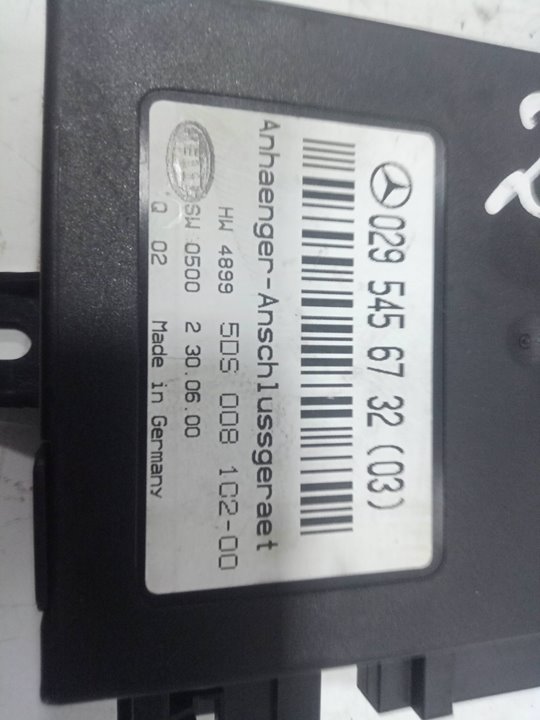 029 545 67 32 (03)
Anhaenger-Anschlussgeraet
HW 4899 5DS 008 102-00
SW 0500 2 30.06.00
Q 02 Made in Germany